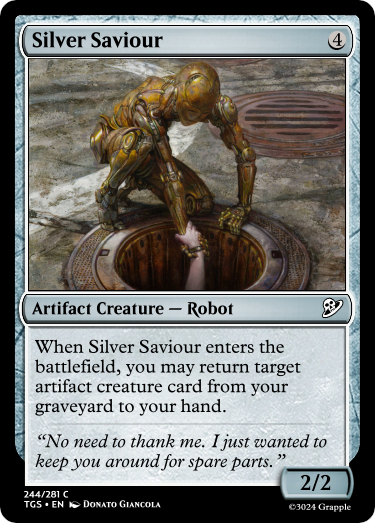 Silver Saviour 4
Artifact Creature — Robot
When Silver Saviour enters the
battlefield, you may return target
artifact creature card from your
graveyard to your hand.
“No need to thank me. I just wanted to
keep you around for spare parts.”
2/2
244/281 C
TGS • EN Donato Giancola
©3024 Grapple